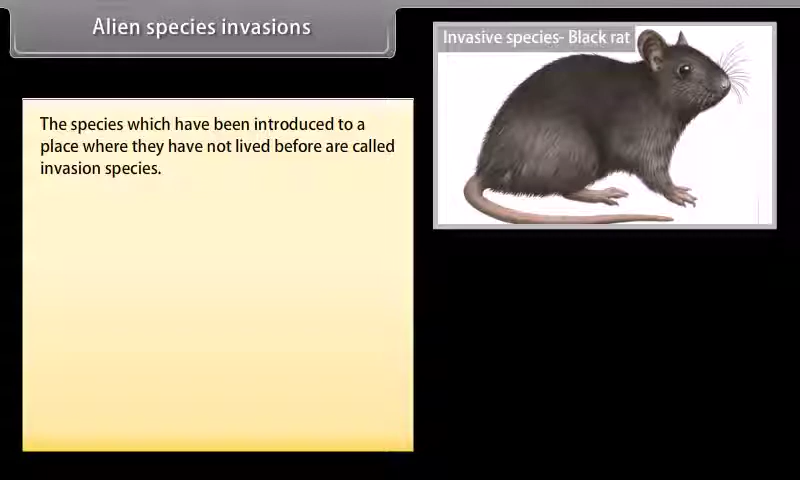 Alien species invasions
Invasive species- Black rat
The species which have been introduced to a
place where they have not lived before are called
invasion species.